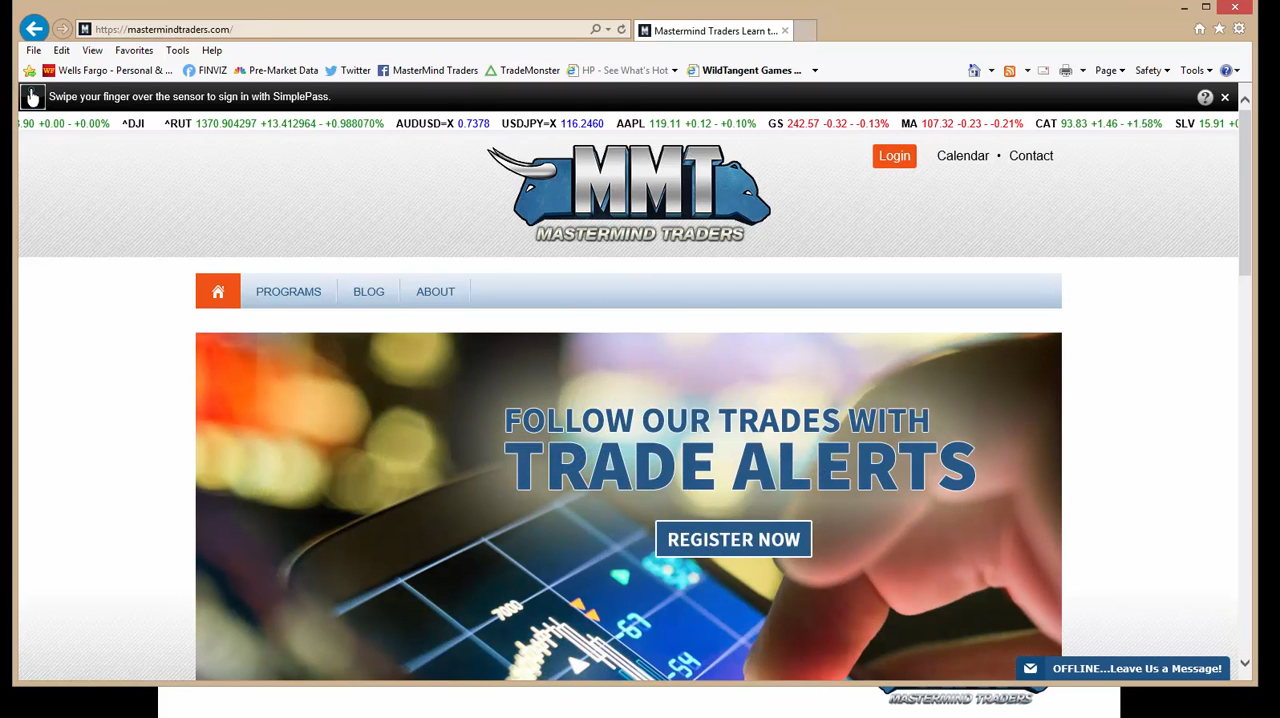 https://mastermindtraders.com/
Mastermind Traders Learn t...
File Edit View Favorites Tools Help
Wells Fargo - Personal & ... FINVIZ Pre-Market Data Twitter MasterMind Traders TradeMonster HP - See What's Hot WildTangent Games ... Page Safety Tools
Swipe your finger over the sensor to sign in with SimplePass.
3.90 +0.00 - +0.00% ^DJI ^RUT 1370.904297 +13.412964 - +0.988070% AUDUSD=X 0.7378 USDJPY=X 116.2460 AAPL 119.11 +0.12 - +0.10% GS 242.57 -0.32 - -0.13% MA 107.32 -0.23 - -0.21% CAT 93.83 +1.46 - +1.58% SLV 15.91 +0
MMT
MASTERMIND TRADERS
Login Calendar • Contact
PROGRAMS BLOG ABOUT
FOLLOW OUR TRADES WITH
TRADE ALERTS
REGISTER NOW
7000
-67
-54
OFFLINE...Leave Us a Message!
MASTERMIND TRADERS